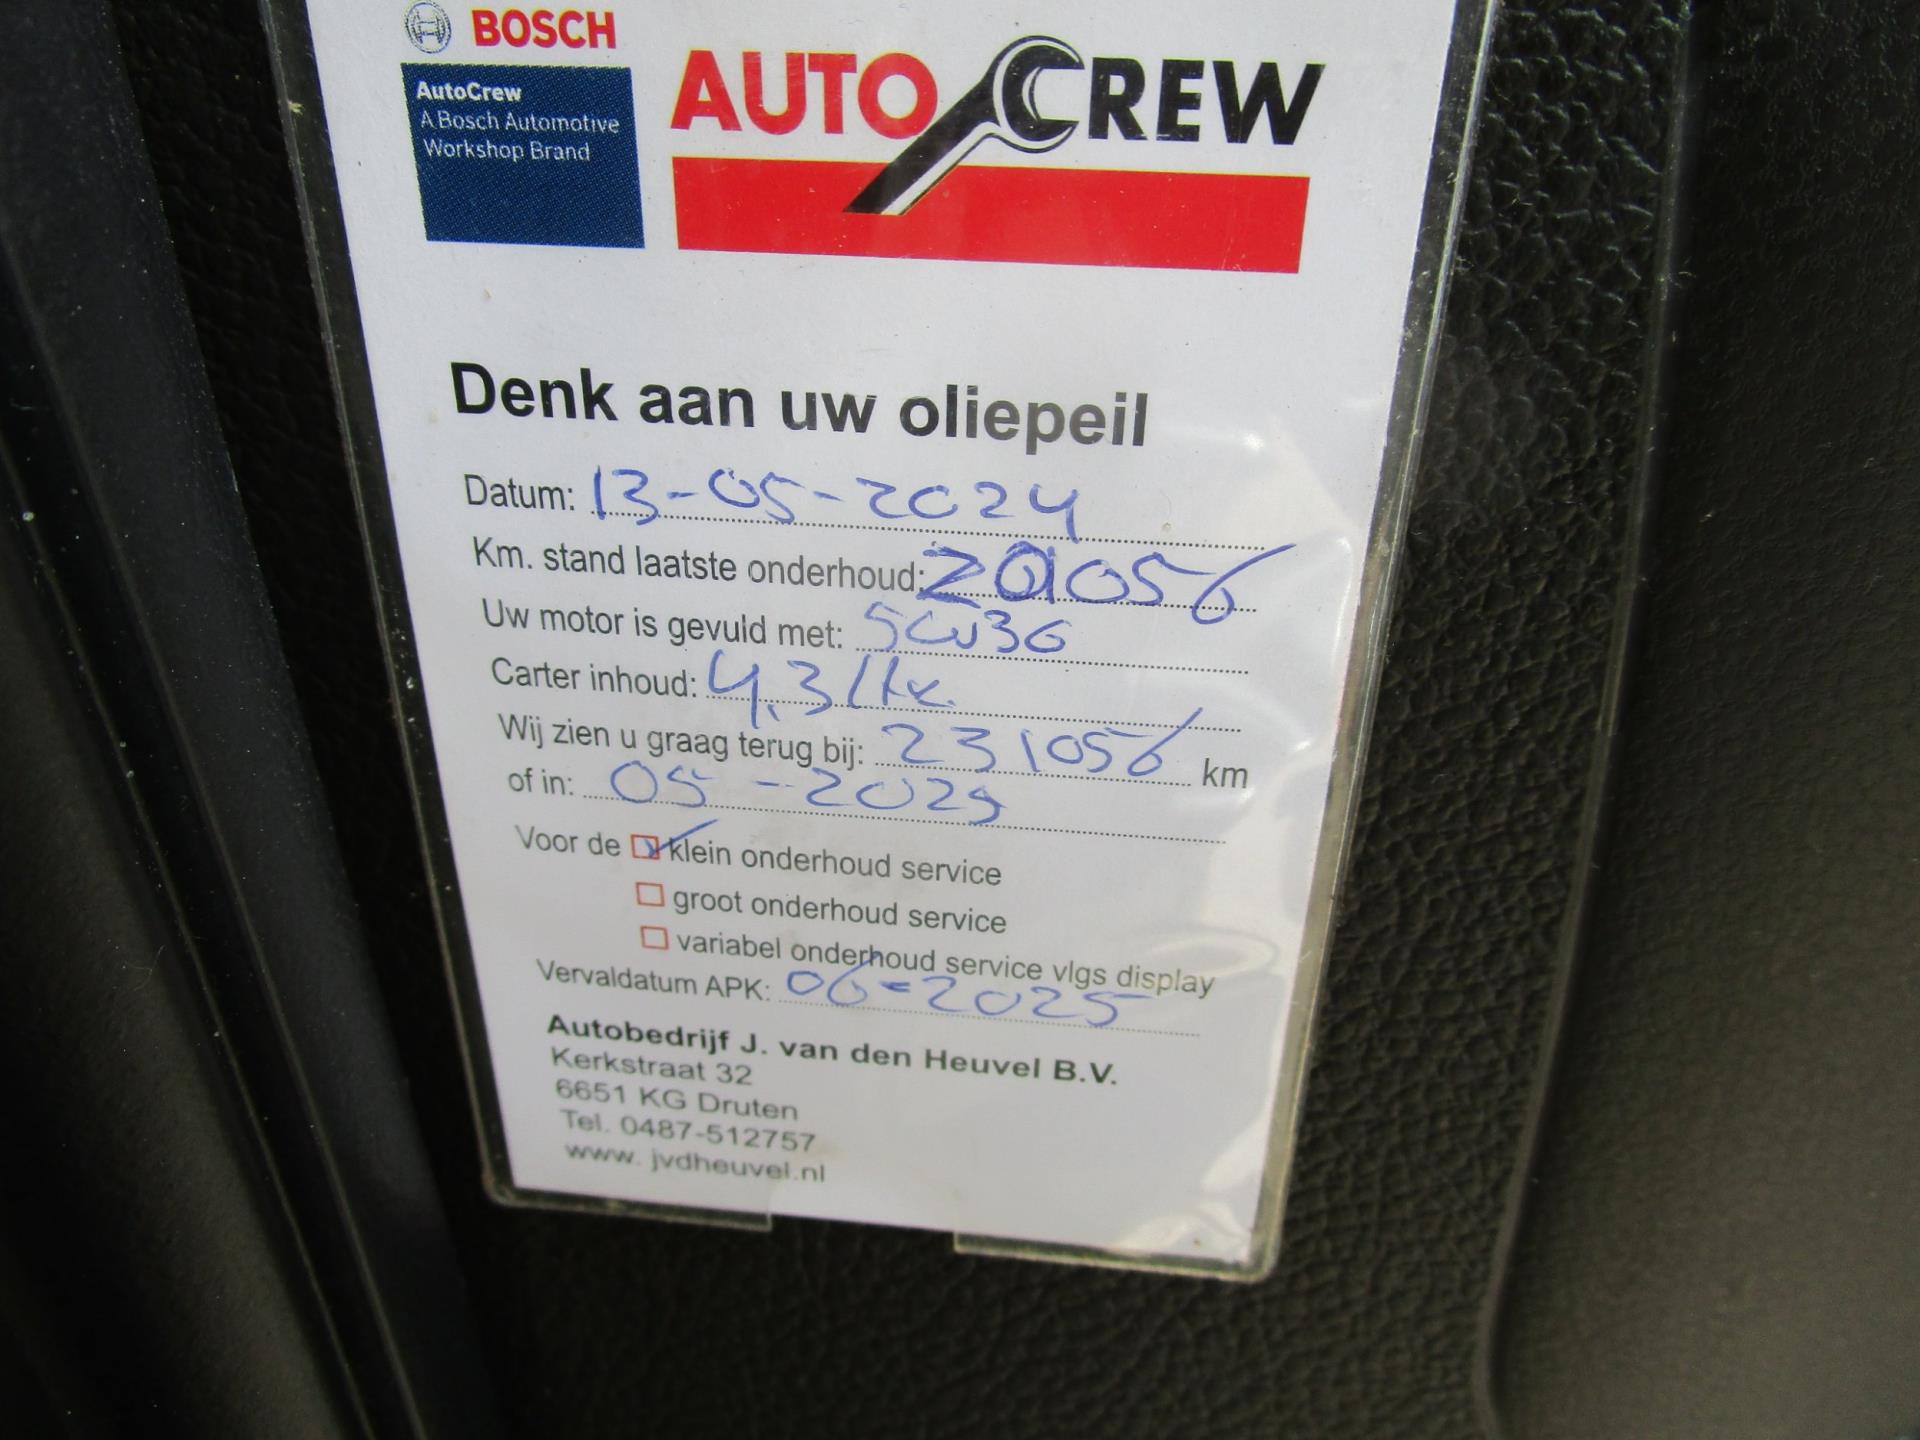 BOSCH
AutoCrew
A Bosch Automotive
Workshop Brand
AUTO CREW
Denk aan uw oliepeil
Datum: 13-05-2024
Km. stand laatste onderhoud: 201056
Uw motor is gevuld met: 5W30
Carter inhoud: 4,3 ltr.
Wij zien u graag terug bij: 231056 km
of in: 05-2025
Voor de klein onderhoud service
groot onderhoud service
variabel onderhoud service vlgs display
Vervaldatum APK: 06-2025
Autobedrijf J. van den Heuvel B.V.
Kerkstraat 32
6651 KG Druten
Tel. 0487-512757
www. jvdheuvel.nl